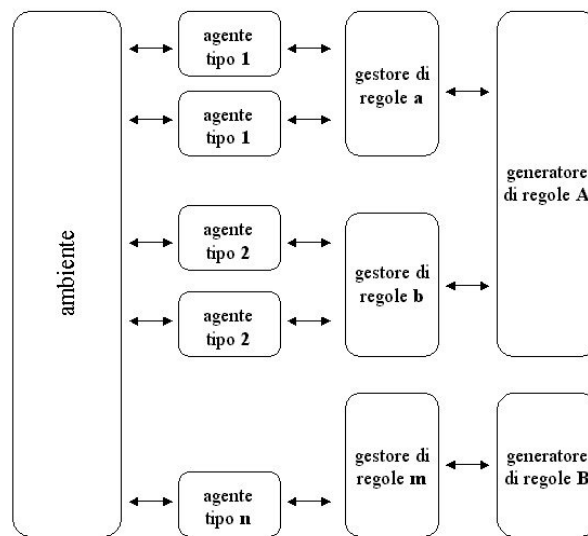 ambiente
agente
tipo 1
agente
tipo 1
gestore di
regole a
agente
tipo 2
agente
tipo 2
gestore di
regole b
generatore
di regole A
agente
tipo n
gestore di
regole m
generatore
di regole B